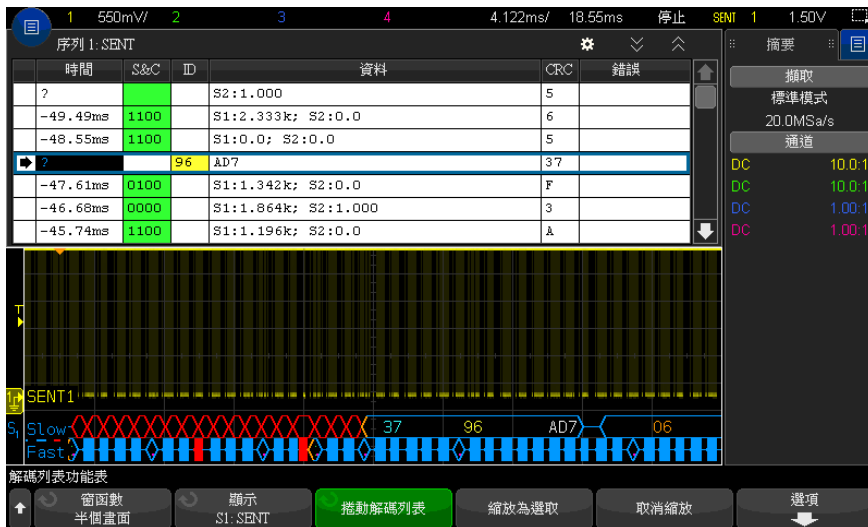 1 550mV/ 2 3 4 4.122ms/ 18.55ms 停止 SENT 1 1.50V
序列 1: SENT
時間 S&C ID 資料 CRC 錯誤
? S2:1.000 5
-49.49ms 1100 S1:2.333k; S2:0.0 6
-48.55ms 1100 S1:0.0; S2:0.0 5
? 96 AD7 37
-47.61ms 0100 S1:1.342k; S2:0.0 F
-46.68ms 0000 S1:1.864k; S2:1.000 3
-45.74ms 1100 S1:1.196k; S2:0.0 A
摘要
擷取
標準模式
20.0MSa/s
通道
DC 10.0:1
DC 10.0:1
DC 1.00:1
DC 1.00:1
T
1 SENT1
S1 Slow 37 96 AD7 06
Fast
解碼列表功能表
窗函數
半個畫面
顯示
S1: SENT
捲動解碼列表
縮放為選取
取消縮放
選項